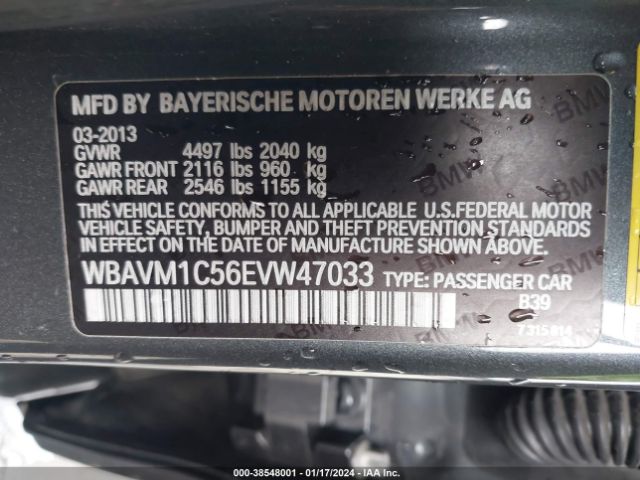 MFD BY BAYERISCHE MOTOREN WERKE AG
03-2013
GVWR 4497 lbs 2040 kg
GAWR FRONT 2116 lbs 960 kg
GAWR REAR 2546 lbs 1155 kg
THIS VEHICLE CONFORMS TO ALL APPLICABLE U.S.FEDERAL MOTOR
VEHICLE SAFETY, BUMPER AND THEFT PREVENTION STANDARDS IN
EFFECT ON THE DATE OF MANUFACTURE SHOWN ABOVE.
WBAVM1C56EVW47033 TYPE: PASSENGER CAR
B39
7 315 814
000-38548001 - 01/17/2024 - IAA Inc.